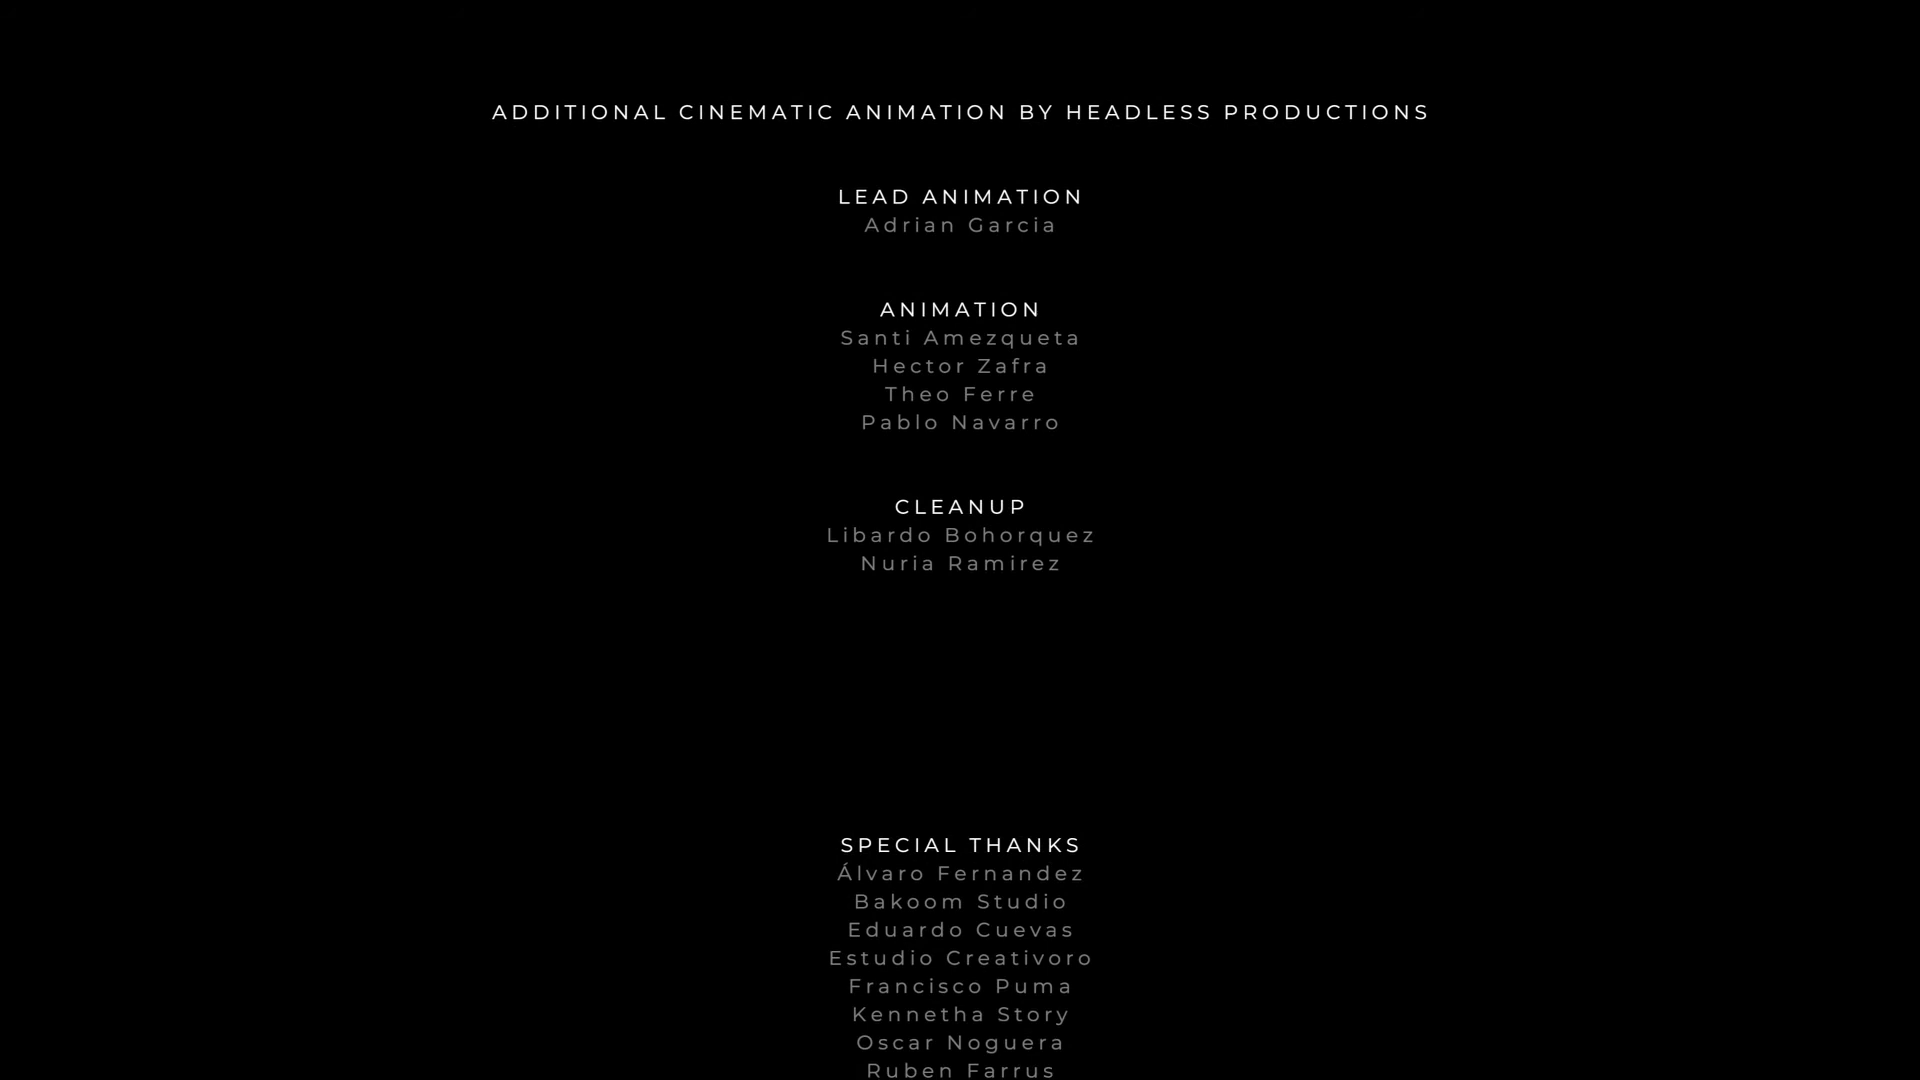 ADDITIONAL CINEMATIC ANIMATION BY HEADLESS PRODUCTIONS
LEAD ANIMATION
Adrian Garcia
ANIMATION
Santi Amezqueta
Hector Zafra
Theo Ferre
Pablo Navarro
CLEANUP
Libardo Bohorquez
Nuria Ramirez
SPECIAL THANKS
Álvaro Fernandez
Bakoom Studio
Eduardo Cuevas
Estudio Creativoro
Francisco Puma
Kennetha Story
Oscar Noguera
Ruben Farrus